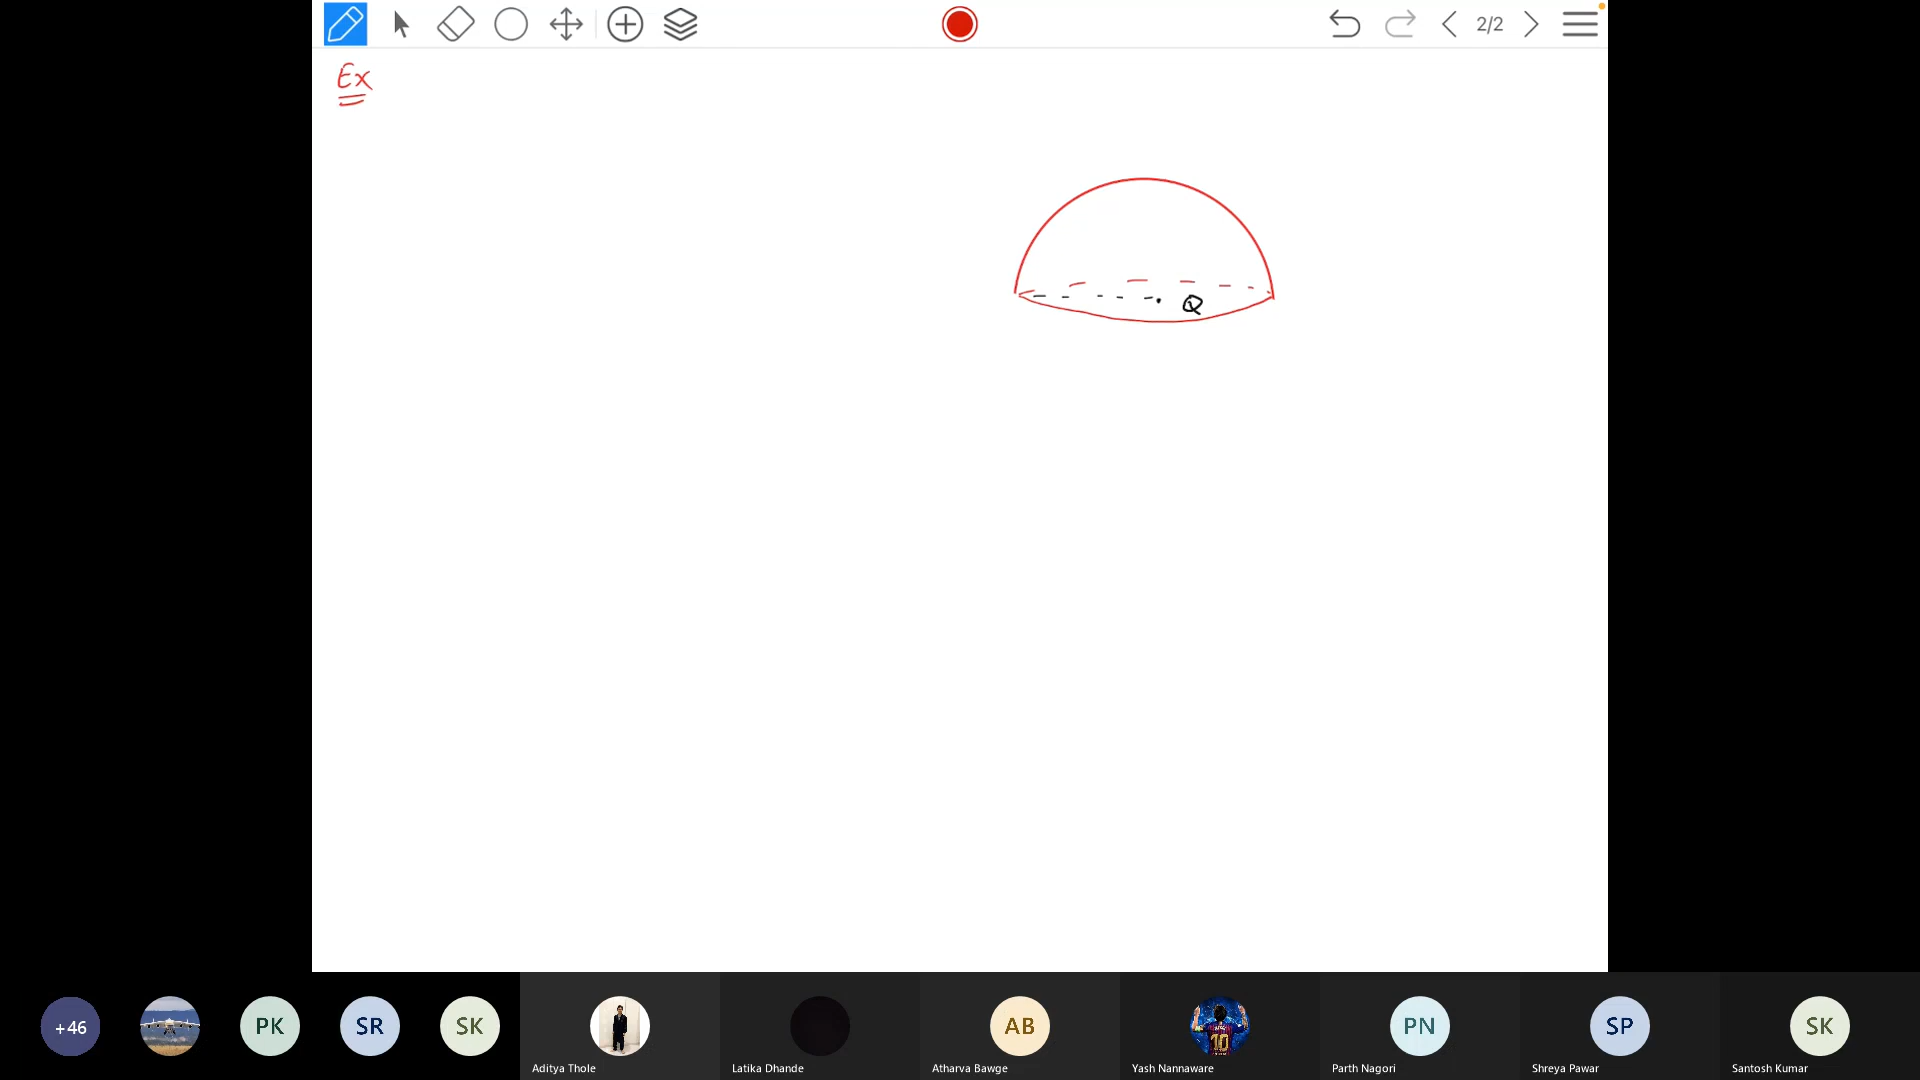 2/2
Ex
Q
+46
PK
SR
SK
AB
10
PN
SP
SK
Aditya Thole
Latika Dhande
Atharva Bawge
Yash Nannaware
Parth Nagori
Shreya Pawar
Santosh Kumar